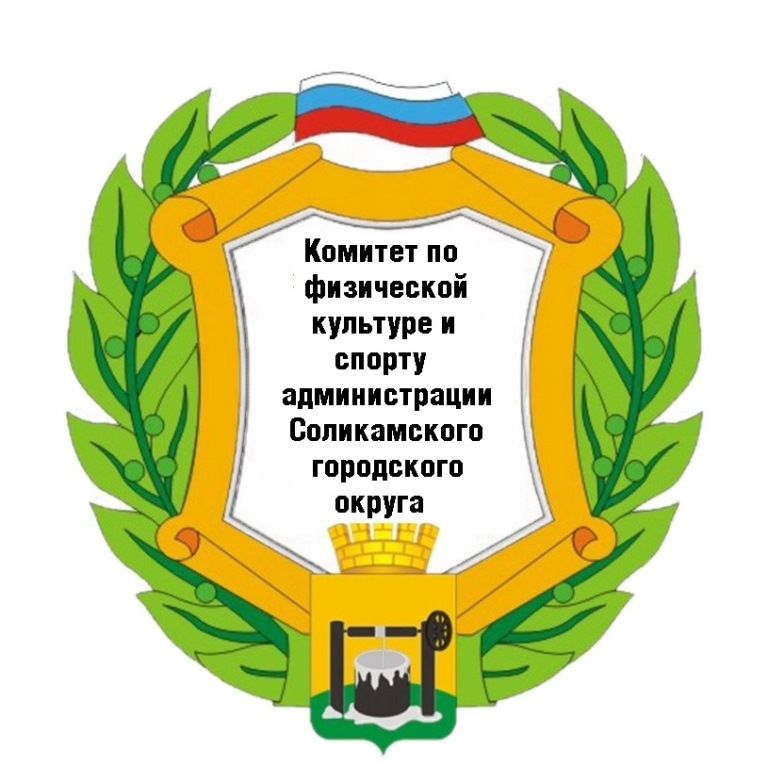 Комитет по
физической
культуре и
спорту
администрации
Соликамского
городского
округа